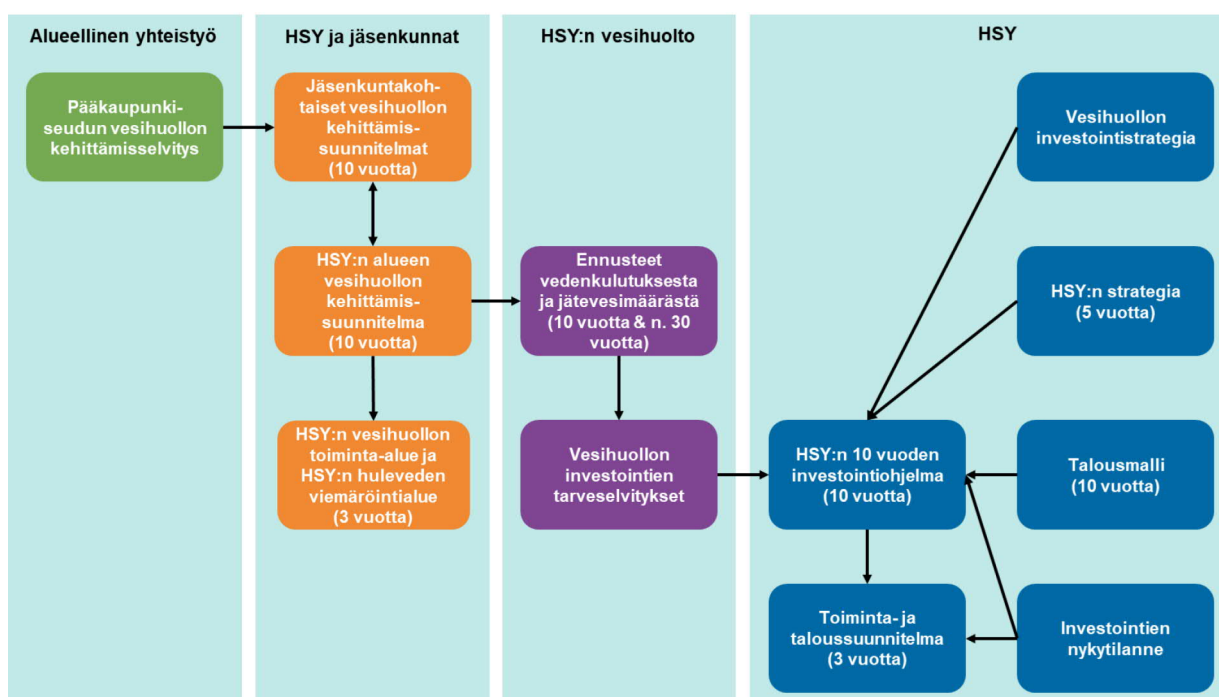 Alueellinen yhteistyö
Pääkaupunki-
seudun vesihuollon
kehittämisselvitys
HSY ja jäsenkunnat
Jäsenkuntakoh-
taiset vesihuollon
kehittämis-
suunnitelmat
(10 vuotta)
HSY:n alueen
vesihuollon
kehittämis-
suunnitelma
(10 vuotta)
HSY:n vesihuollon
toiminta-alue ja
HSY:n huleveden
viemäröintialue
(3 vuotta)
HSY:n vesihuolto
Ennusteet
vedenkulutuksesta
ja jätevesimäärästä
(10 vuotta & n. 30
vuotta)
Vesihuollon
investointien
tarveselvitykset
HSY
Vesihuollon
investointistrategia
HSY:n strategia
(5 vuotta)
HSY:n 10 vuoden
investointiohjelma
(10 vuotta)
Talousmalli
(10 vuotta)
Toiminta- ja
taloussuunnitelma
(3 vuotta)
Investointien
nykytilanne